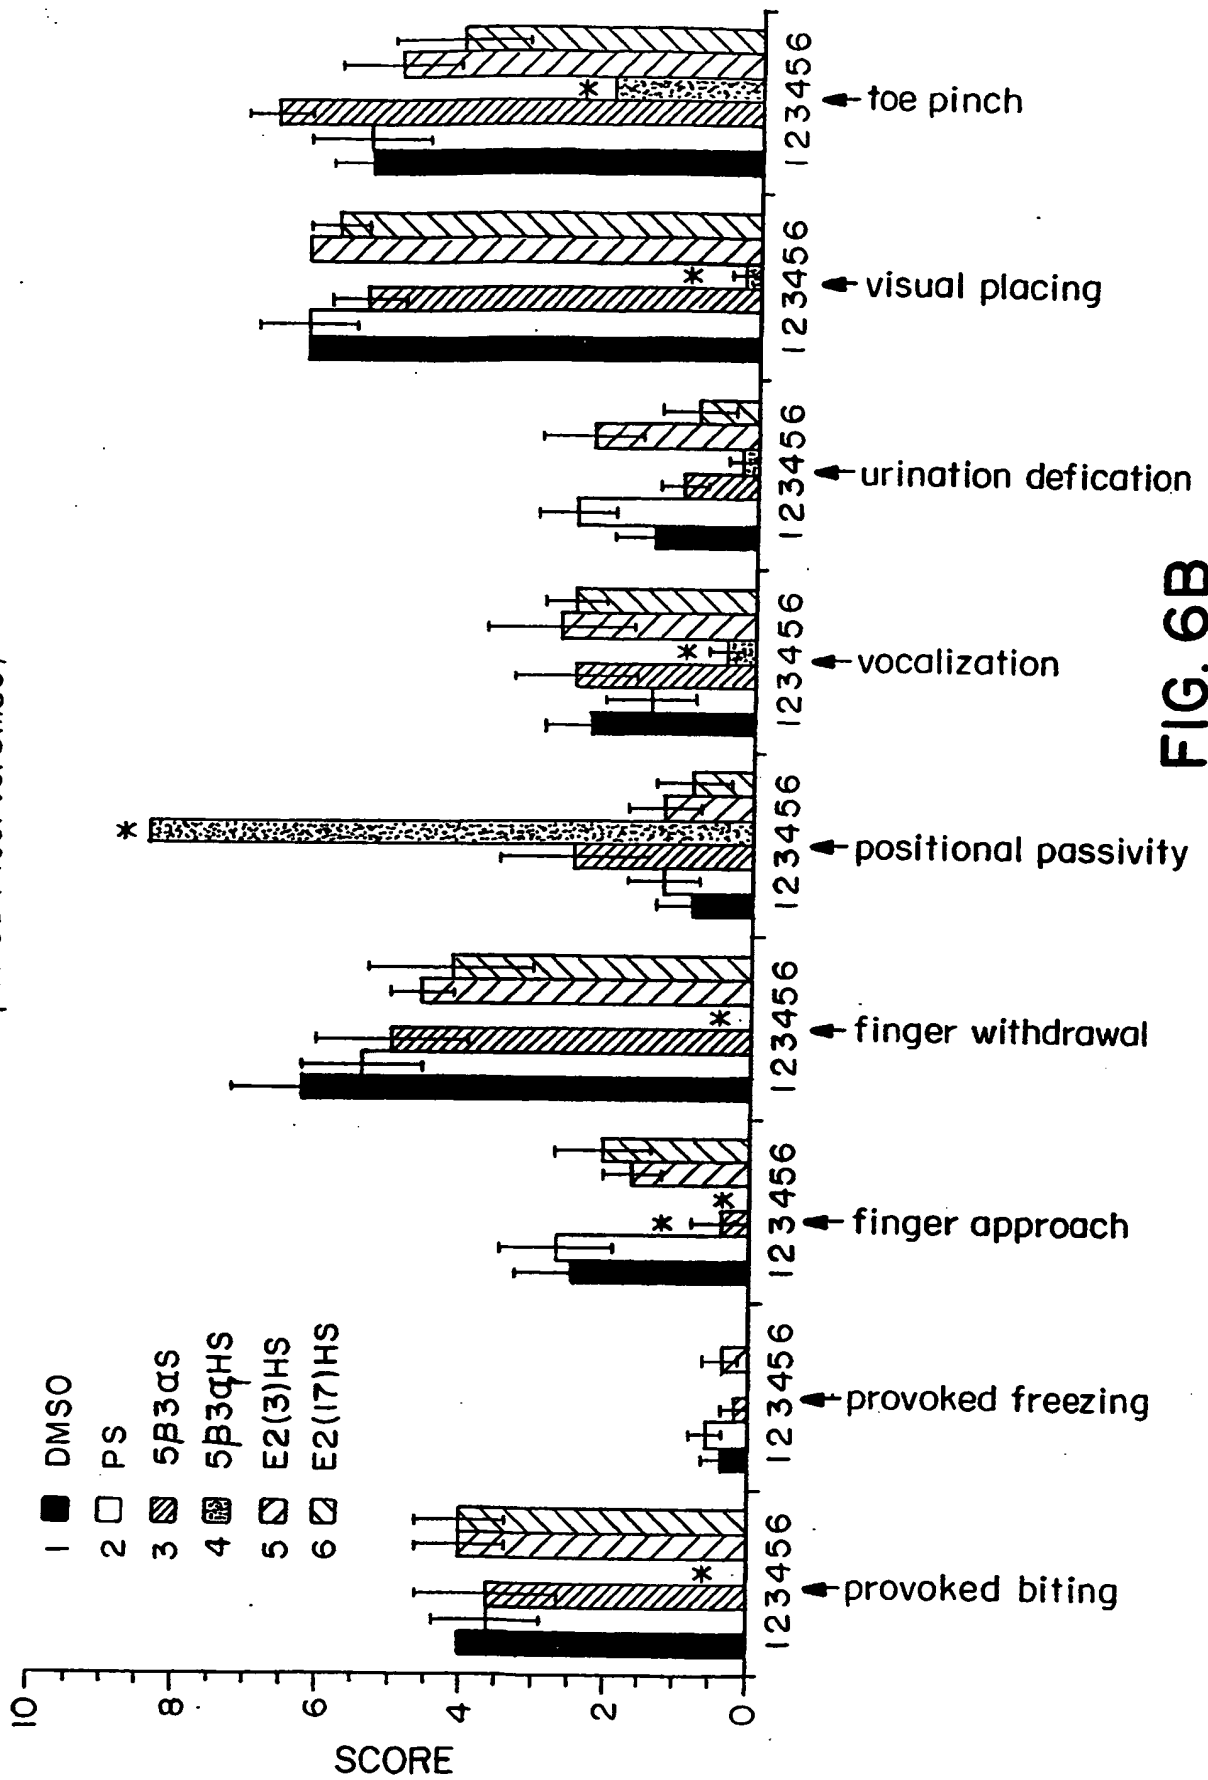 1 DMSO
2 PS
3 5β3αS
4 5β3αHS
5 E2(3)HS
6 E2(17)HS
10
8
6
4
2
0
SCORE
*
* *
*
*
*
*
*
123456
123456
123456
123456
123456
123456
123456
123456
123456
provoked biting
provoked freezing
finger approach
finger withdrawal
positional passivity
vocalization
urination defication
visual placing
toe pinch
FIG. 6B